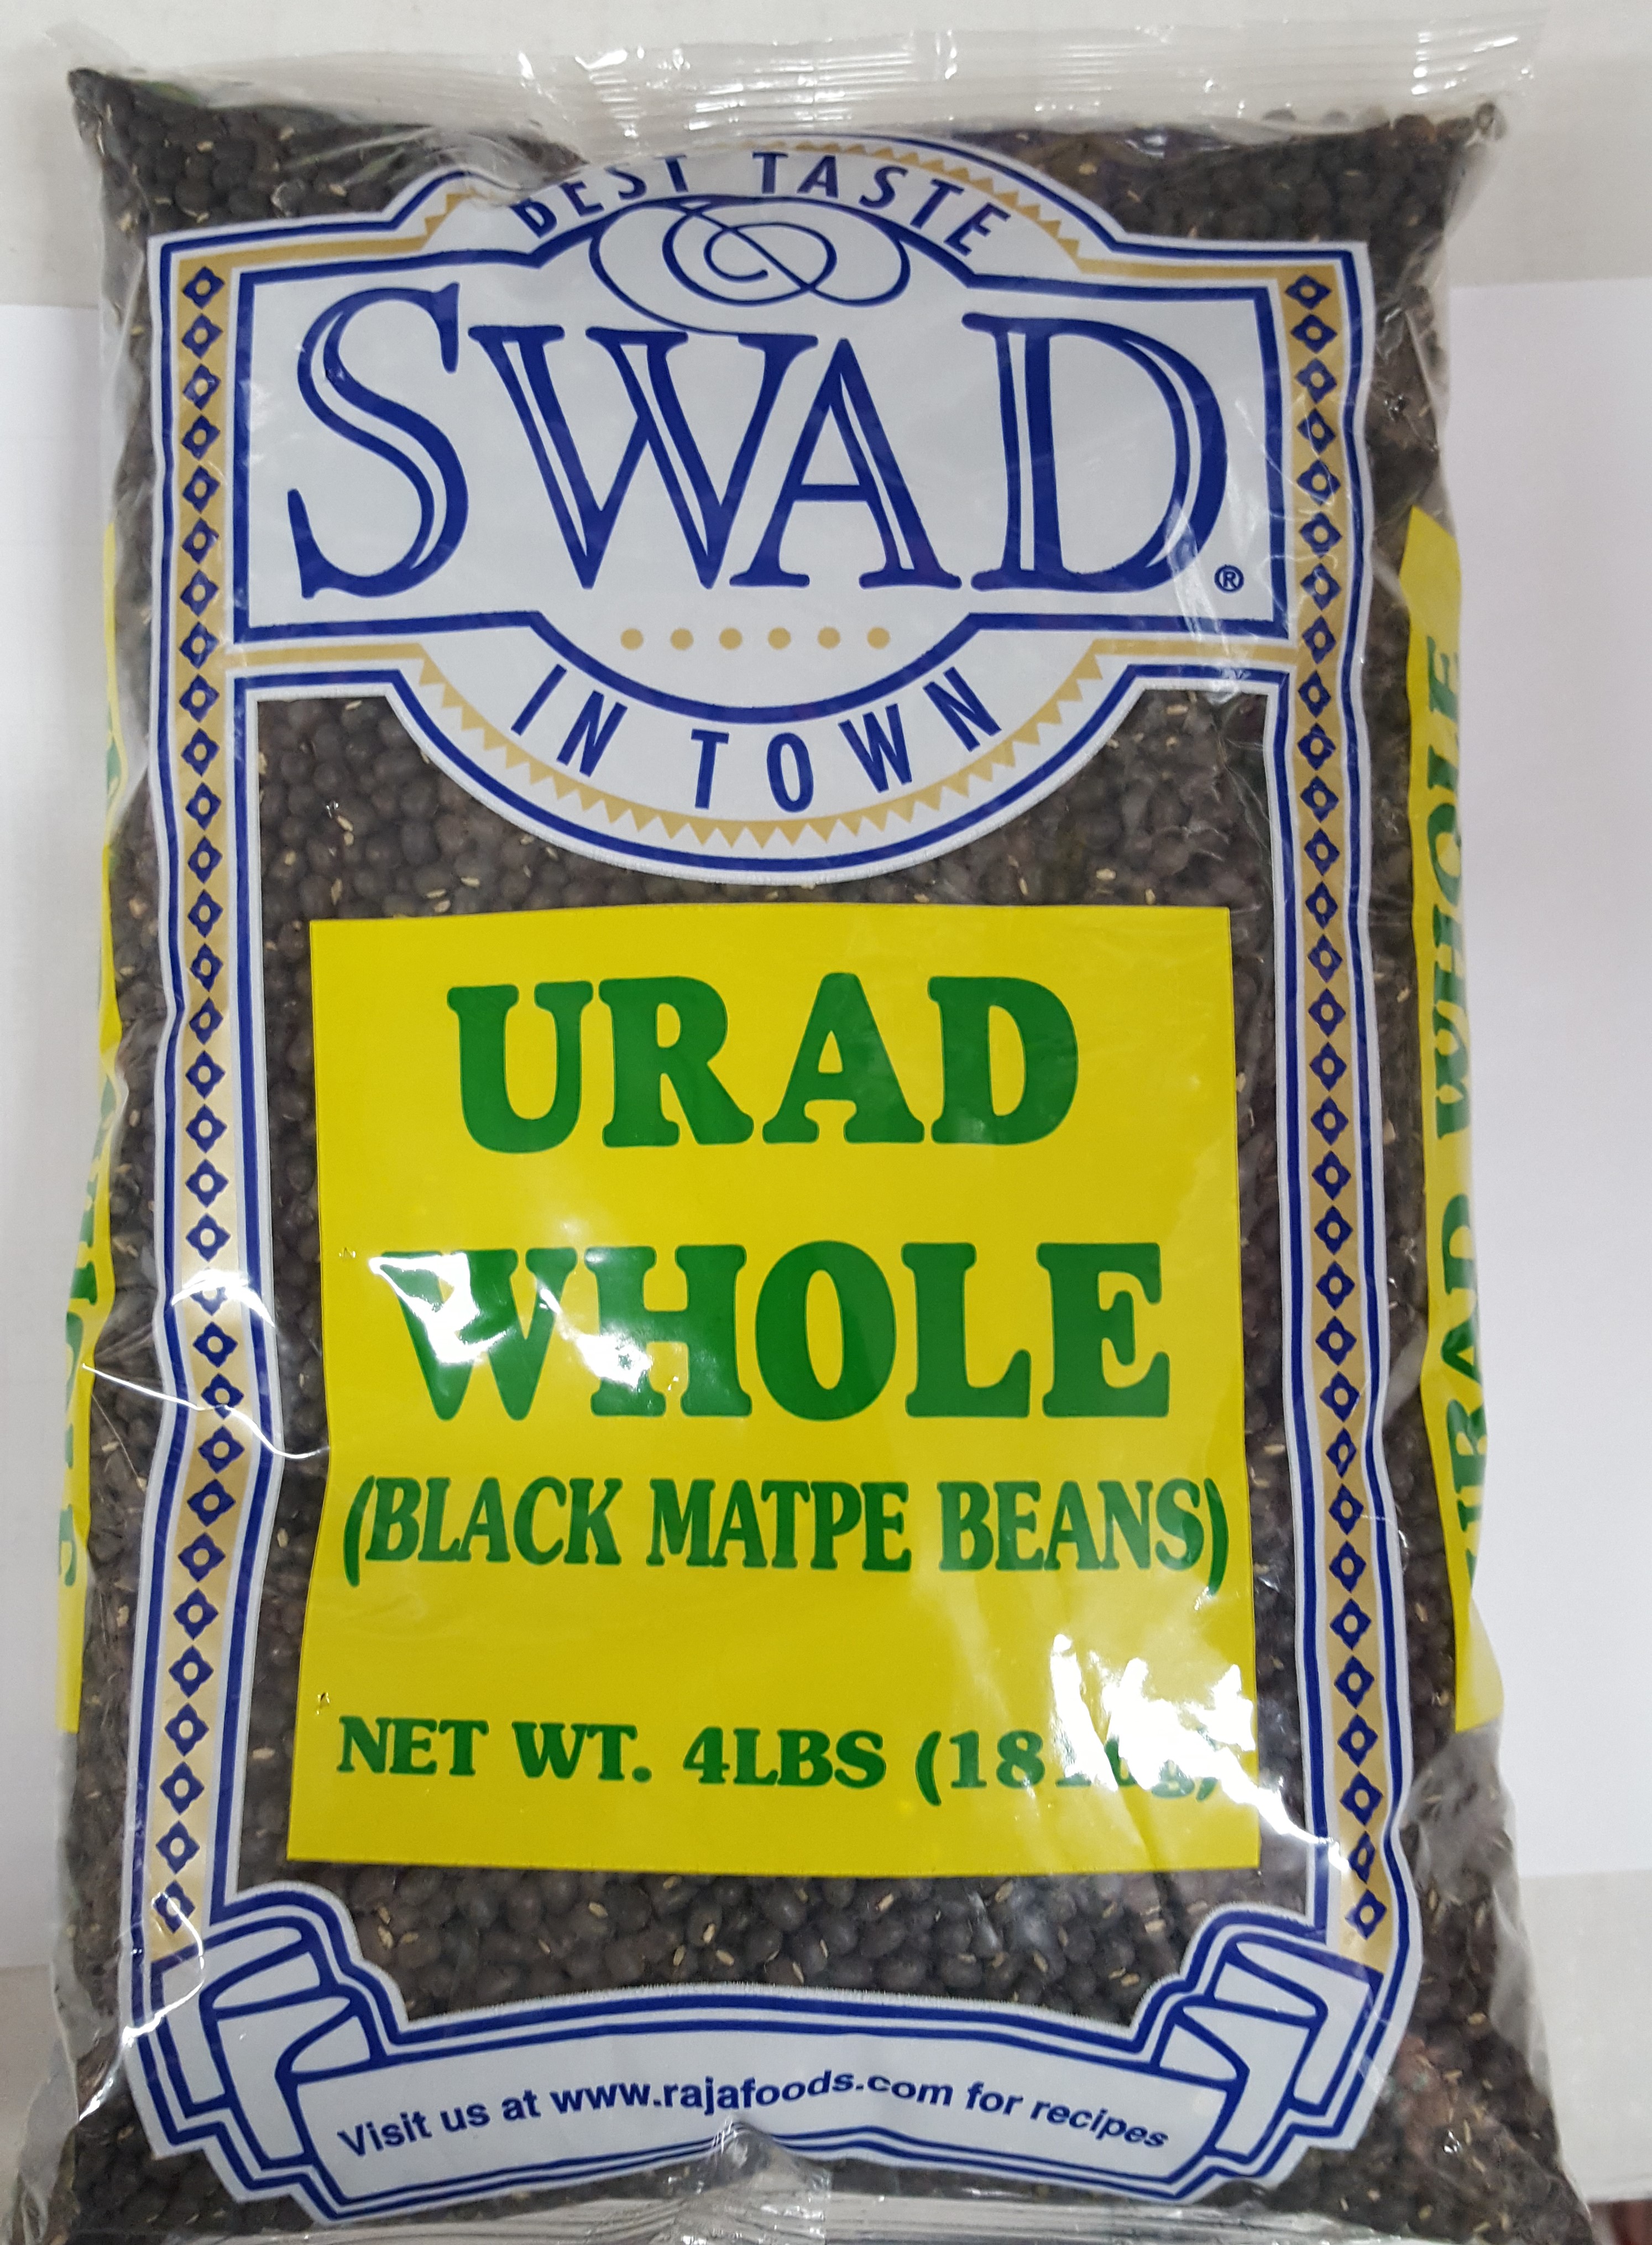 BEST TASTE
SWAD®
IN TOWN
URAD
WHOLE
(BLACK MATPE BEANS)
NET WT. 4LBS
Visit us at www.rajafoods.com for recipes
URAD WHOLE